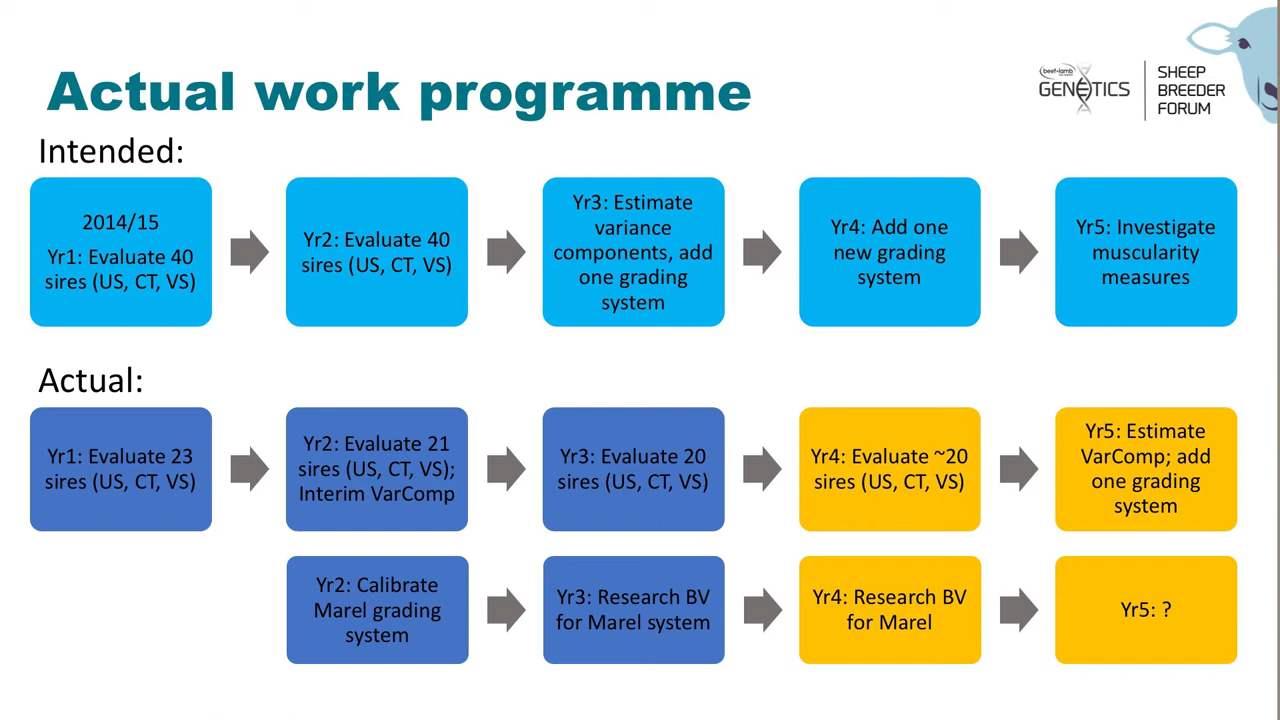 Actual work programme
beef+lamb
GENETICS
SHEEP
BREEDER
FORUM
Intended:
2014/15
Yr1: Evaluate 40
sires (US, CT, VS)
Yr2: Evaluate 40
sires (US, CT, VS)
Yr3: Estimate
variance
components, add
one grading
system
Yr4: Add one
new grading
system
Yr5: Investigate
muscularity
measures
Actual:
Yr1: Evaluate 23
sires (US, CT, VS)
Yr2: Evaluate 21
sires (US, CT, VS);
Interim VarComp
Yr3: Evaluate 20
sires (US, CT, VS)
Yr4: Evaluate ~20
sires (US, CT, VS)
Yr5: Estimate
VarComp; add
one grading
system
Yr2: Calibrate
Marel grading
system
Yr3: Research BV
for Marel system
Yr4: Research BV
for Marel
Yr5: ?